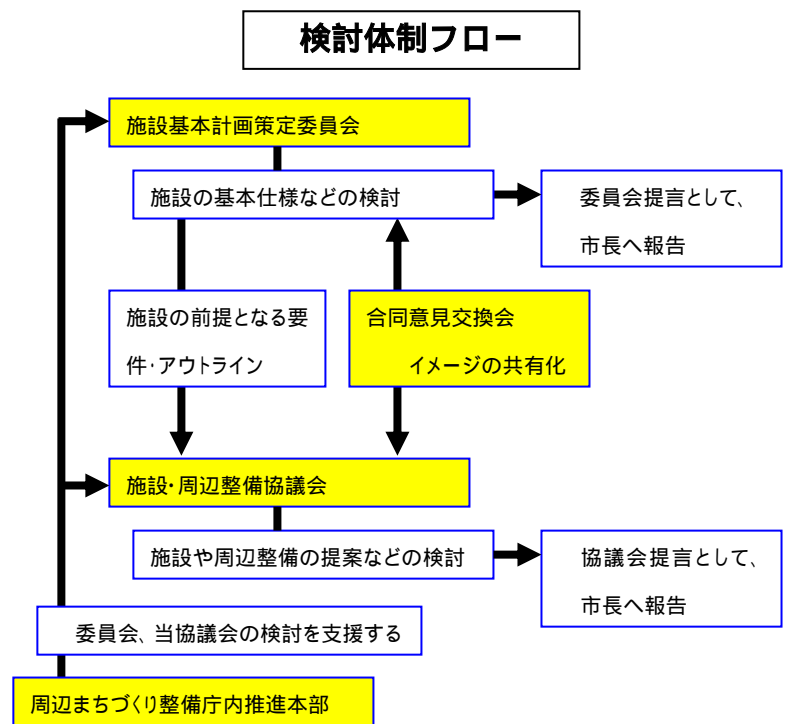 検討体制フロー
施設基本計画策定委員会
施設の基本仕様などの検討
委員会提言として、
市長へ報告
施設の前提となる要
件・アウトライン
合同意見交換会
イメージの共有化
施設・周辺整備協議会
施設や周辺整備の提案などの検討
協議会提言として、
市長へ報告
委員会、当協議会の検討を支援する
周辺まちづくり整備庁内推進本部